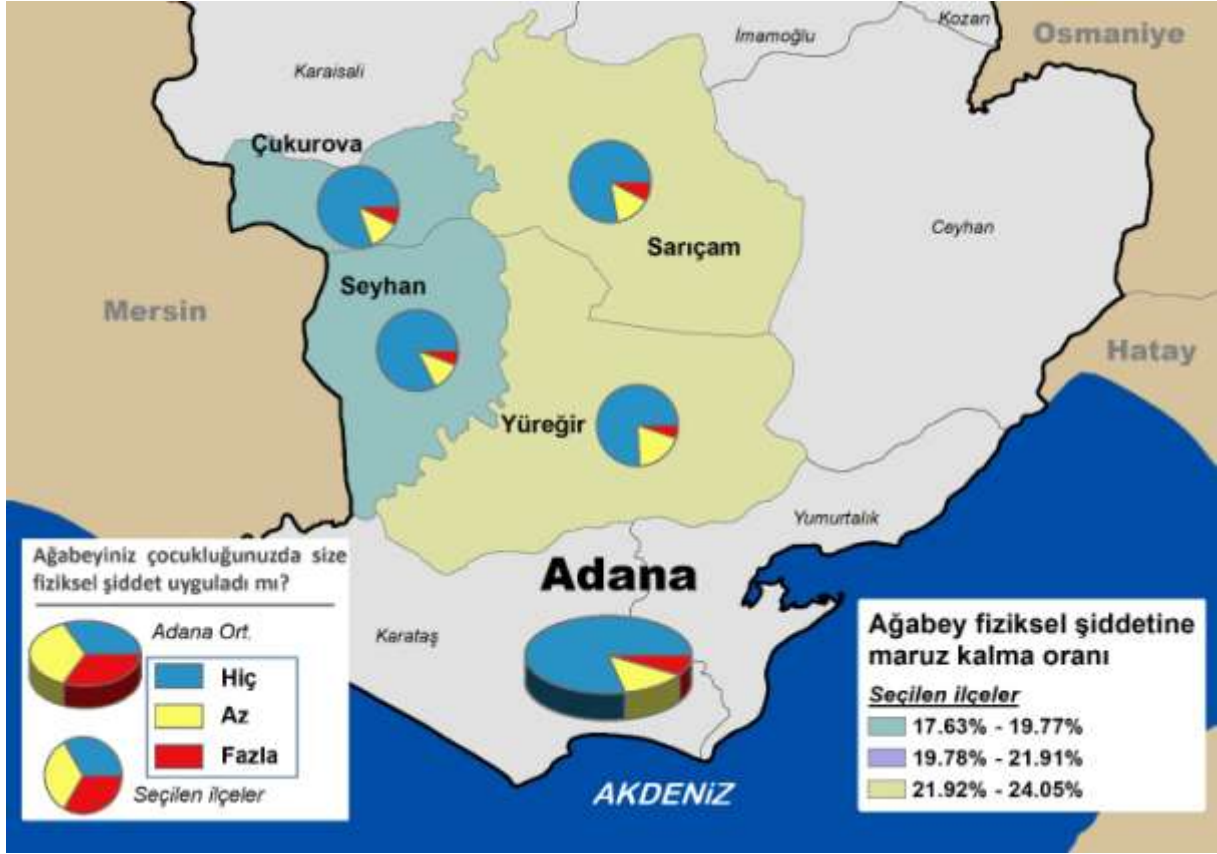 Kozan
İmamoğlu
Osmaniye
Karaisali
Çukurova
Sarıçam
Ceyhan
Seyhan
Mersin
Hatay
Yüreğir
Yumurtalık
Adana
Karataş
AKDENİZ
Ağabeyiniz çocukluğunuzda size
fiziksel şiddet uyguladı mı?
Adana Ort.
Hiç
Az
Fazla
Seçilen ilçeler
Ağabey fiziksel şiddetine
maruz kalma oranı
Seçilen ilçeler
17.63% - 19.77%
19.78% - 21.91%
21.92% - 24.05%